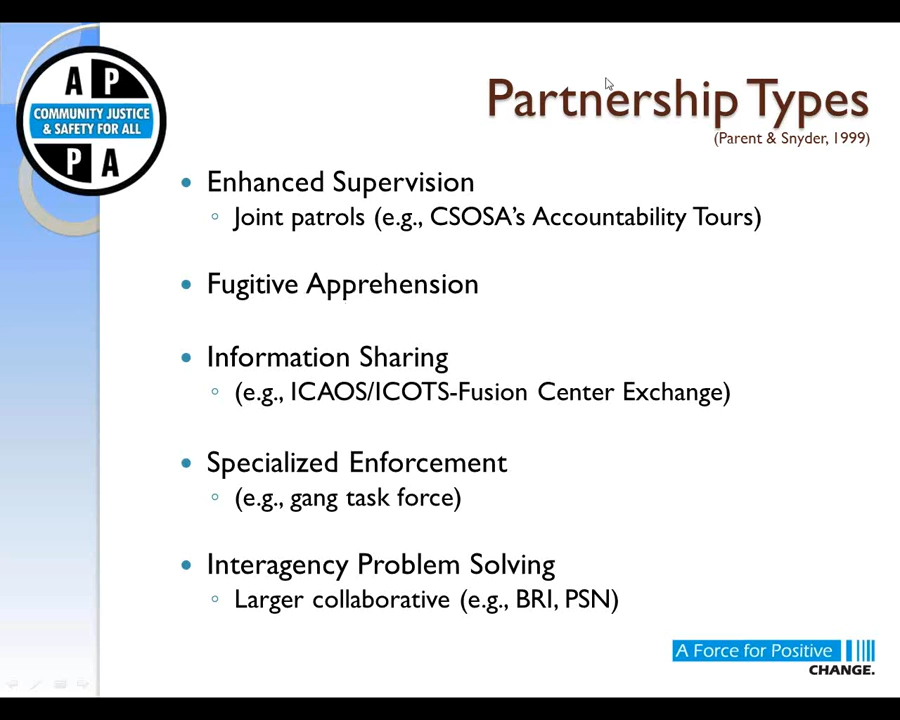 A P
COMMUNITY JUSTICE
& SAFETY FOR ALL
P A
Partnership Types
(Parent & Snyder, 1999)
• Enhanced Supervision
◦ Joint patrols (e.g., CSOSA's Accountability Tours)
• Fugitive Apprehension
• Information Sharing
◦ (e.g., ICAOS/ICOTS-Fusion Center Exchange)
• Specialized Enforcement
◦ (e.g., gang task force)
• Interagency Problem Solving
◦ Larger collaborative (e.g., BRI, PSN)
A Force for Positive
CHANGE.